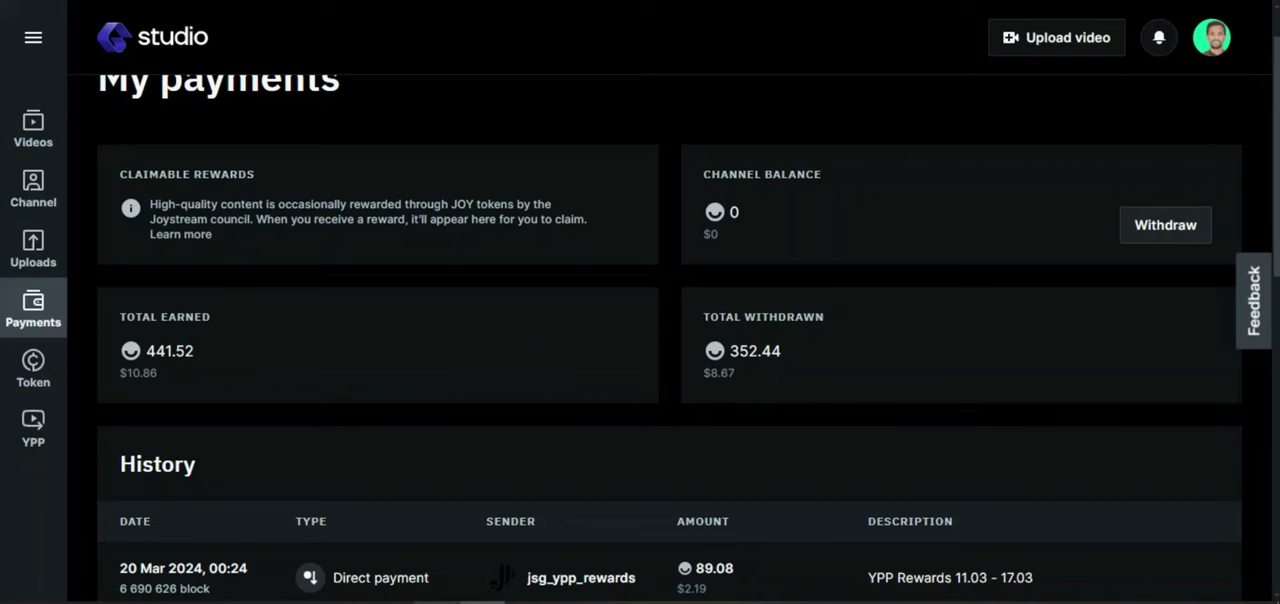 studio
Upload video
My payments
Videos
Channel
Uploads
Payments
Token
YPP
CLAIMABLE REWARDS
High-quality content is occasionally rewarded through JOY tokens by the
Joystream council. When you receive a reward, it'll appear here for you to claim.
Learn more
CHANNEL BALANCE
0
$0
Withdraw
TOTAL EARNED
441.52
$10.86
TOTAL WITHDRAWN
352.44
$8.67
Feedback
History
DATE TYPE SENDER AMOUNT DESCRIPTION
20 Mar 2024, 00:24
6 690 626 block
Direct payment
jsg_ypp_rewards
89.08
$2.19
YPP Rewards 11.03 - 17.03